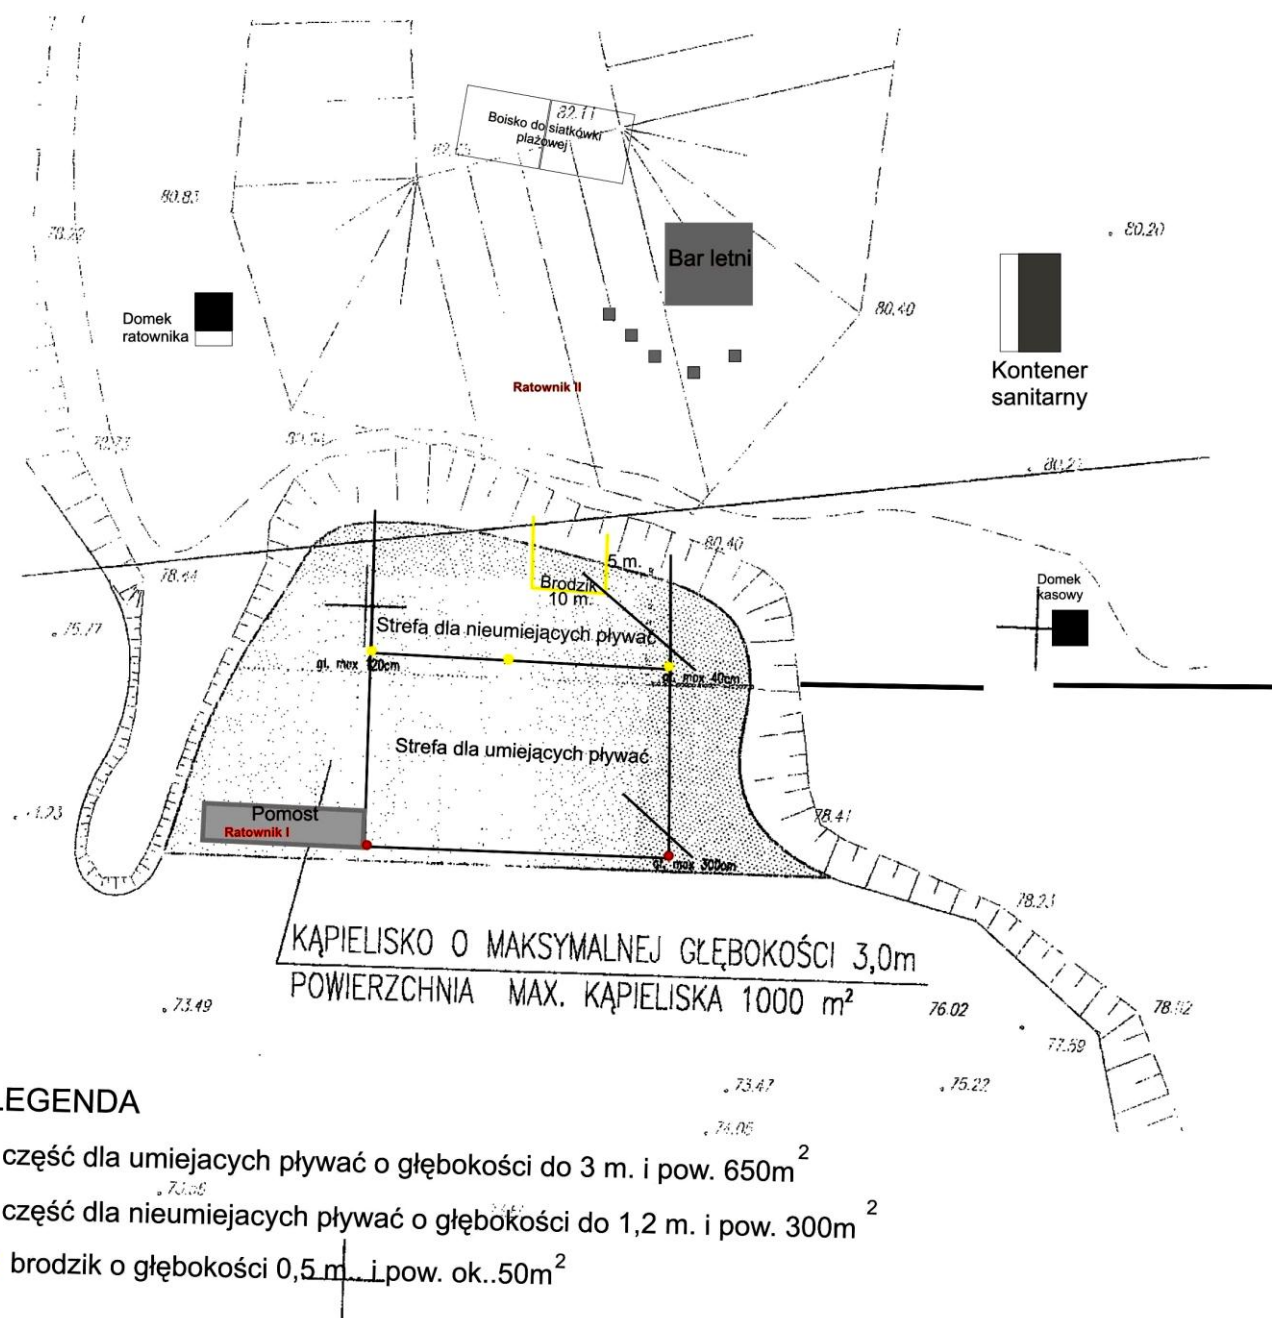 82.11
Boisko do siatkówki
plażowej
80.83
80.20
Bar letni
80.40
Domek
ratownika
Kontener
sanitarny
Ratownik II
80.40
5 m.
78.44
Brodzik
10 m.
Domek
kasowy
75.77
Strefa dla nieumiejących pływać
gł. max 120cm
gł. max 40cm
Strefa dla umiejących pływać
Pomost
Ratownik I
78.41
gł. max 300cm
78.23
KĄPIELISKO O MAKSYMALNEJ GŁĘBOKOŚCI 3,0m
POWIERZCHNIA MAX. KĄPIELISKA 1000 m²
73.49
76.02
77.59
73.47
75.22
LEGENDA
część dla umiejacych pływać o głębokości do 3 m. i pow. 650m²
część dla nieumiejacych pływać o głębokości do 1,2 m. i pow. 300m²
brodzik o głębokości 0,5 m.. i pow. ok..50m²